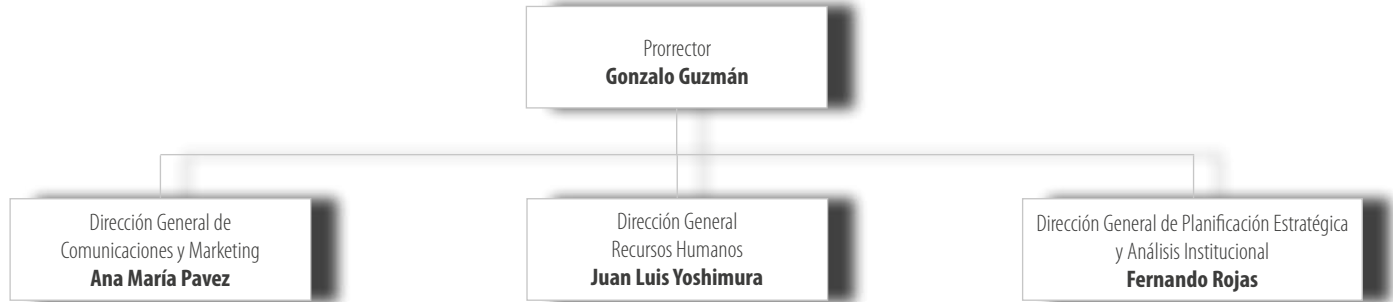 Prorrector
Gonzalo Guzmán
Dirección General de
Comunicaciones y Marketing
Ana María Pavez
Dirección General
Recursos Humanos
Juan Luis Yoshimura
Dirección General de Planificación Estratégica
y Análisis Institucional
Fernando Rojas